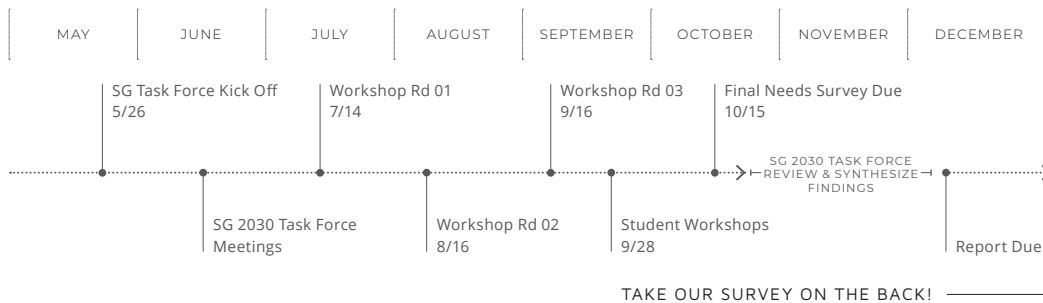 MAY
JUNE
JULY
AUGUST
SEPTEMBER
OCTOBER
NOVEMBER
DECEMBER
SG Task Force Kick Off
5/26
Workshop Rd 01
7/14
Workshop Rd 03
9/16
Final Needs Survey Due
10/15
SG 2030 TASK FORCE
REVIEW & SYNTHESIZE
FINDINGS
SG 2030 Task Force
Meetings
Workshop Rd 02
8/16
Student Workshops
9/28
Report Due
TAKE OUR SURVEY ON THE BACK!